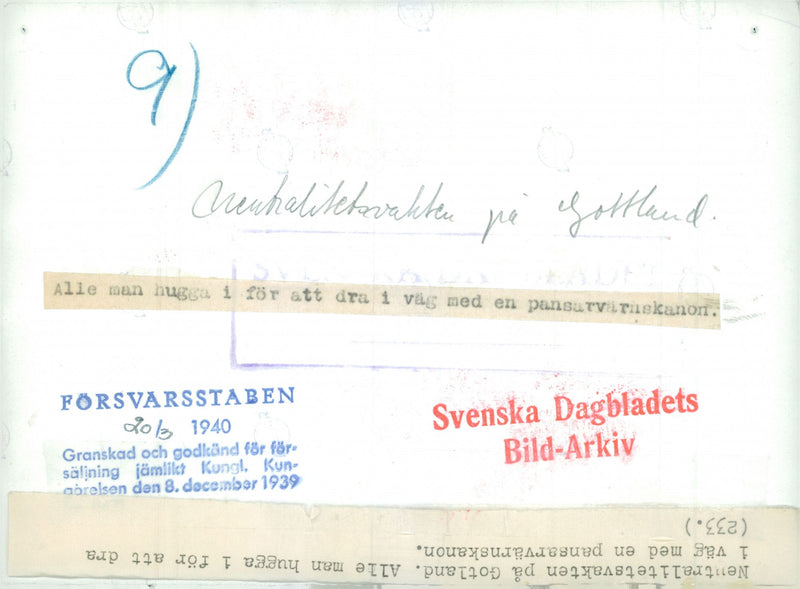 9)
Neutralitetsvakten på Gottland.
Alle man hugga i för att dra i väg med en pansarvärnskanon.
FÖRSVARSSTABEN
20/3 1940
Granskad och godkänd för för-
säljning jämlikt Kungl. Kun-
görelsen den 8. december 1939
Svenska Dagbladets
Bild-Arkiv
Neutralitetsvakten på Gotland. Alle man hugga i för att dra
i väg med en pansarvärnskanon.
(233.)